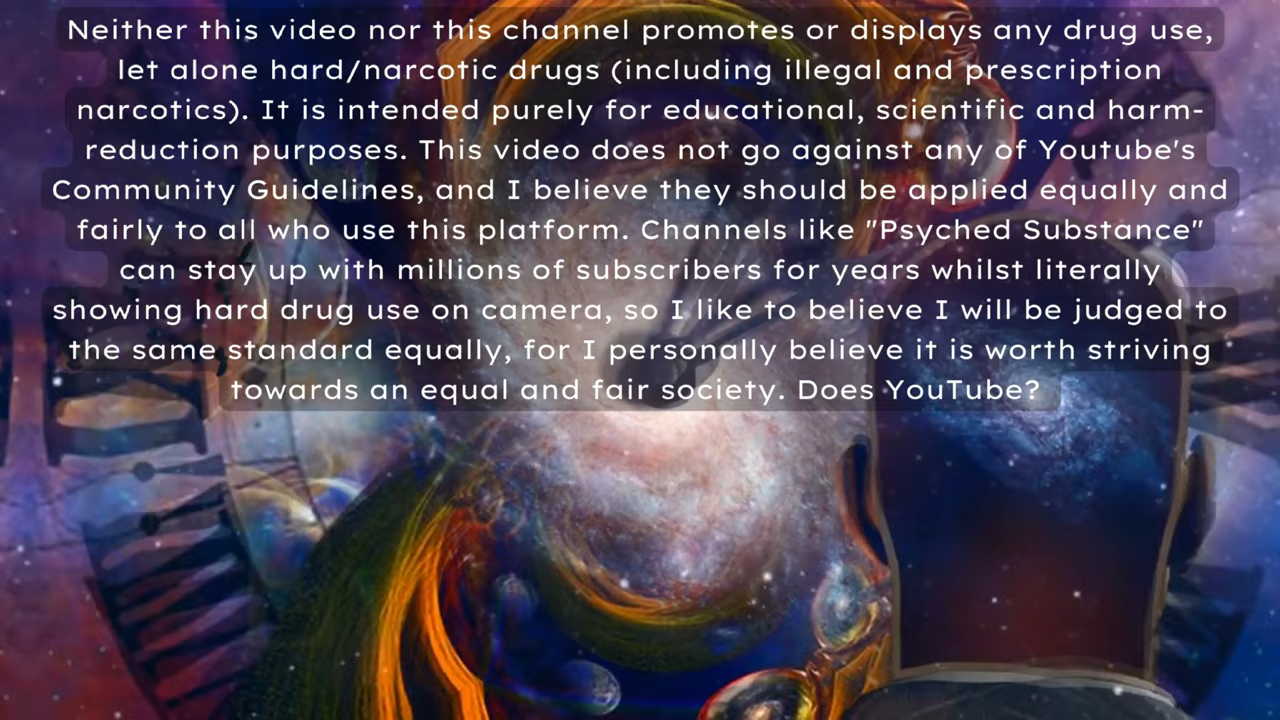 Neither this video nor this channel promotes or displays any drug use,
let alone hard/narcotic drugs (including illegal and prescription
narcotics). It is intended purely for educational, scientific and harm-
reduction purposes. This video does not go against any of Youtube's
Community Guidelines, and I believe they should be applied equally and
fairly to all who use this platform. Channels like "Psyched Substance"
can stay up with millions of subscribers for years whilst literally
showing hard drug use on camera, so I like to believe I will be judged to
the same standard equally, for I personally believe it is worth striving
towards an equal and fair society. Does YouTube?